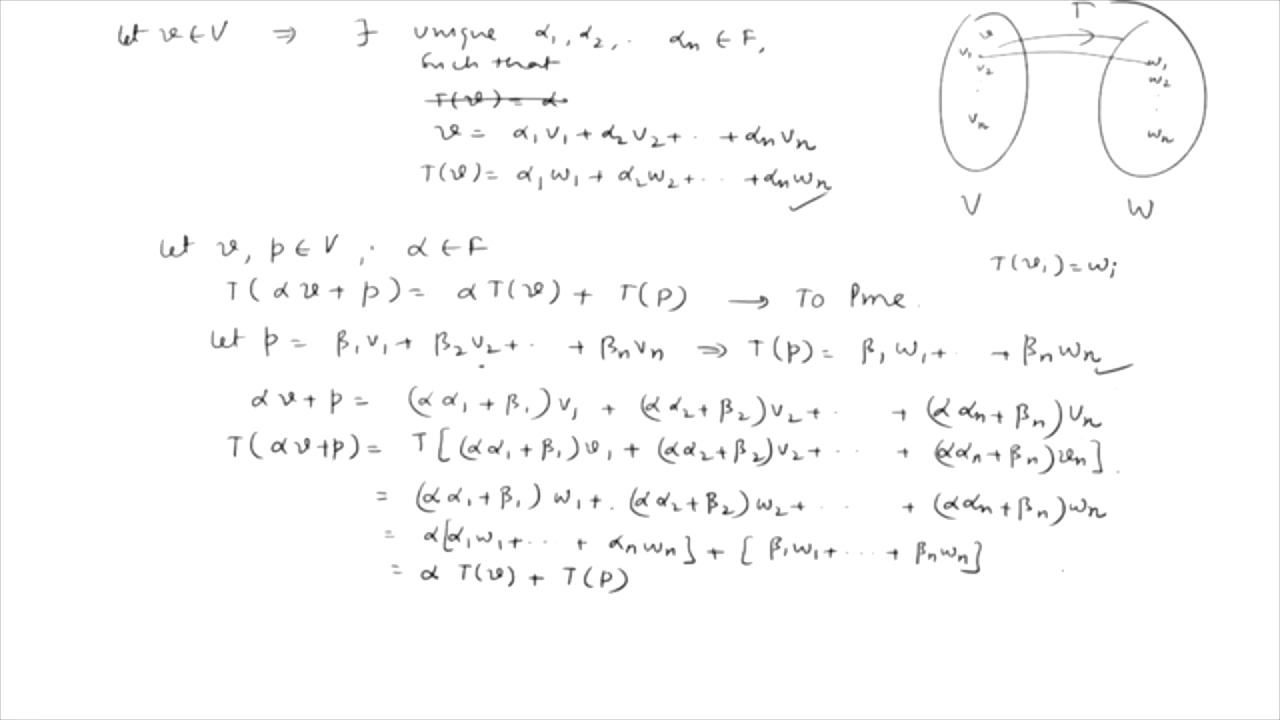 let v ∈ V ⇒ ∃ unique α₁, α₂, .. αₙ ∈ F,
Such that
T(v) = α
v = α₁v₁ + α₂v₂ + .. + αₙvₙ
T(v) = α₁w₁ + α₂w₂ + .. + αₙwₙ
T
v
v₁ w₁
v₂ w₂
vₙ wₙ
V W
T(vᵢ) = wᵢ
let v, p ∈ V, α ∈ F
T(αv + p) = αT(v) + T(p) → To Prove.
let p = β₁v₁ + β₂v₂ + .. + βₙvₙ ⇒ T(p) = β₁w₁ + .. + βₙwₙ
αv + p = (αα₁ + β₁)v₁ + (αα₂ + β₂)v₂ + .. + (ααₙ + βₙ)vₙ
T(αv + p) = T[(αα₁ + β₁)v₁ + (αα₂ + β₂)v₂ + ... + (ααₙ + βₙ)vₙ].
= (αα₁ + β₁)w₁ + (αα₂ + β₂)w₂ + ... + (ααₙ + βₙ)wₙ
= α[α₁w₁ + ... + αₙwₙ] + [β₁w₁ + ... + βₙwₙ]
= α T(v) + T(p)